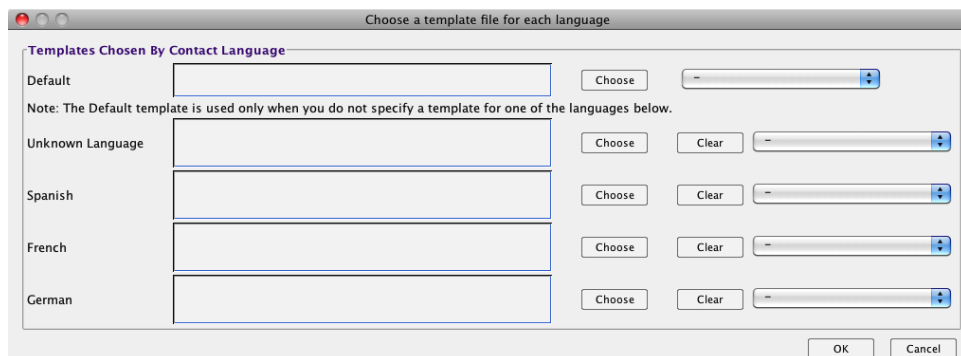 Choose a template file for each language
Templates Chosen By Contact Language
Default Choose –
Note: The Default template is used only when you do not specify a template for one of the languages below.
Unknown Language Choose Clear –
Spanish Choose Clear –
French Choose Clear –
German Choose Clear –
OK Cancel